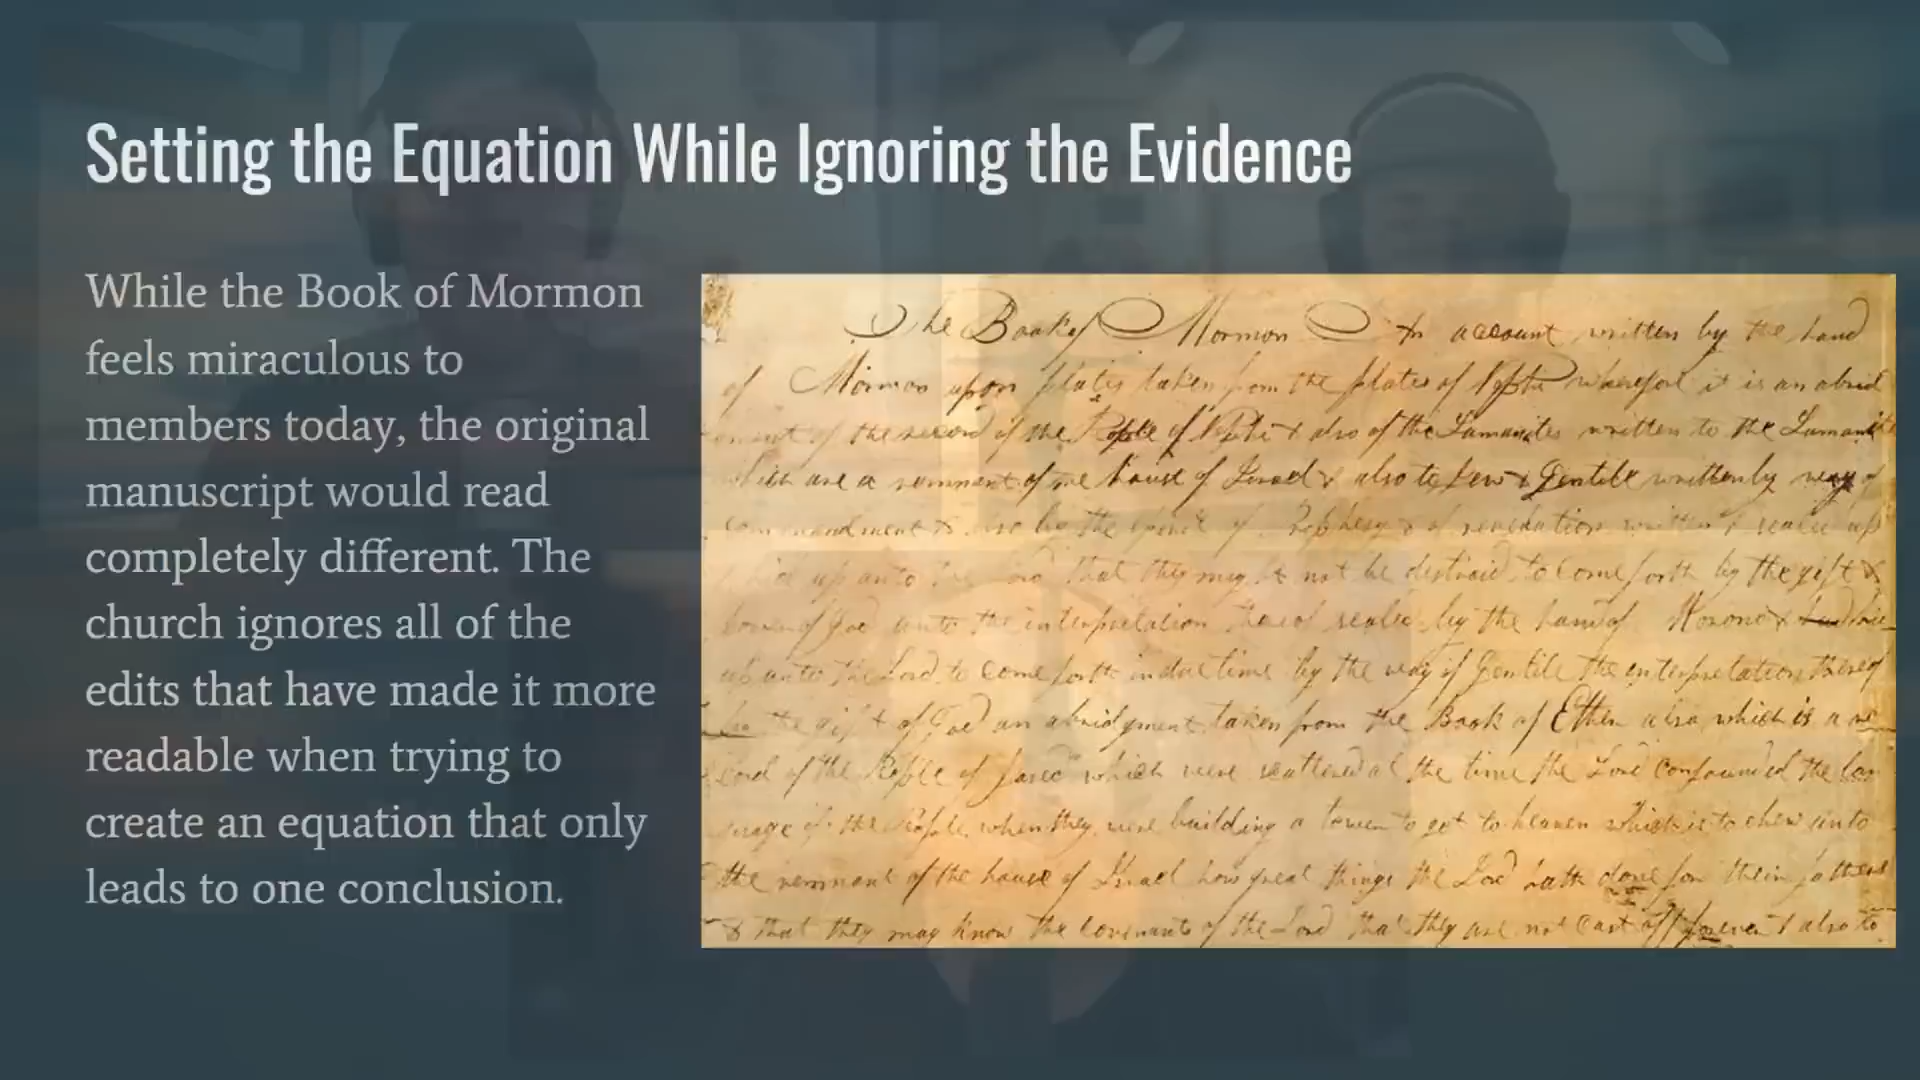 Setting the Equation While Ignoring the Evidence
While the Book of Mormon
feels miraculous to
members today, the original
manuscript would read
completely different. The
church ignores all of the
edits that have made it more
readable when trying to
create an equation that only
leads to one conclusion.
The Book of Mormon An account written by the hand
of Mormon upon plates taken from the plates of Nephi wherefore it is an abrid
of the record of the People of Nephi & also of the Lamanites written to the Lamanites
which are a remnant of the house of Israel & also to Jew & Gentile written by way of
commandment & also by the spirit of Prophesy & of revelation written & sealed up
& hid up unto the Lord that they might not be destroid to come forth by the gift &
power of God unto the interpretation thereof sealed by the hand of Moroni & hid
up unto the Lord to come forth in due time by the way of Gentile the interpretation thereof
by the gift of God an abridgment taken from the Book of Ether also which is a re
cord of the People of Jared which were scattered at the time the Lord confounded the lan
guage of the People when they were building a tower to get to heaven which is to shew unto
the remnant of the house of Israel how great things the Lord hath done for their fathers
& that they may know the covenants of the Lord that they are not cast off forever & also to